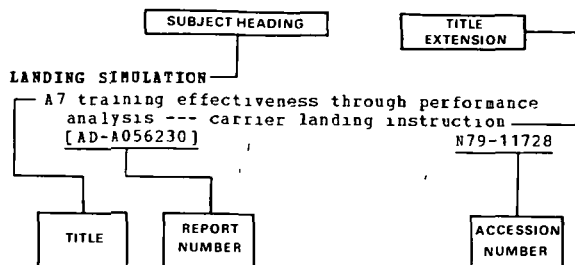 SUBJECT HEADING
TITLE
EXTENSION
LANDING SIMULATION
A7 training effectiveness through performance
analysis --- carrier landing instruction
[AD-A056230]
N79-11728
TITLE
REPORT
NUMBER
ACCESSION
NUMBER